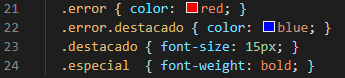 21 .error { color: red; }
22 .error.destacado { color: blue; }
23 .destacado { font-size: 15px; }
24 .especial { font-weight: bold; }